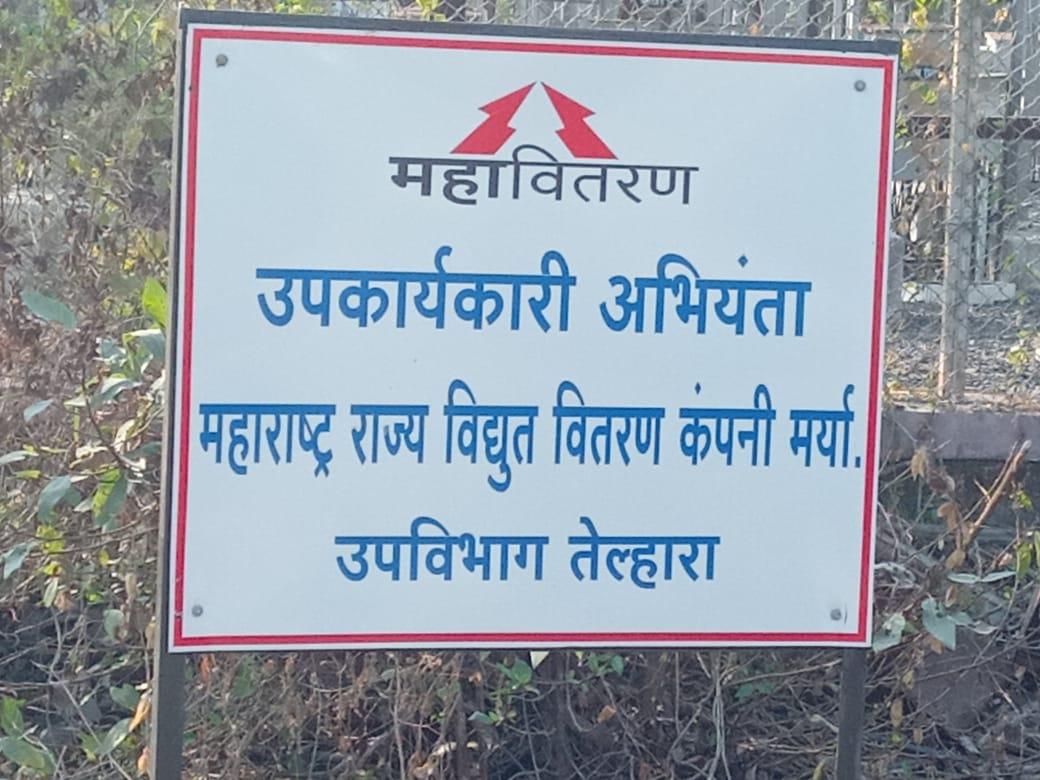 महावितरण
उपकार्यकारी अभियंता
महाराष्ट्र राज्य विद्युत वितरण कंपनी मर्या.
उपविभाग तेल्हारा